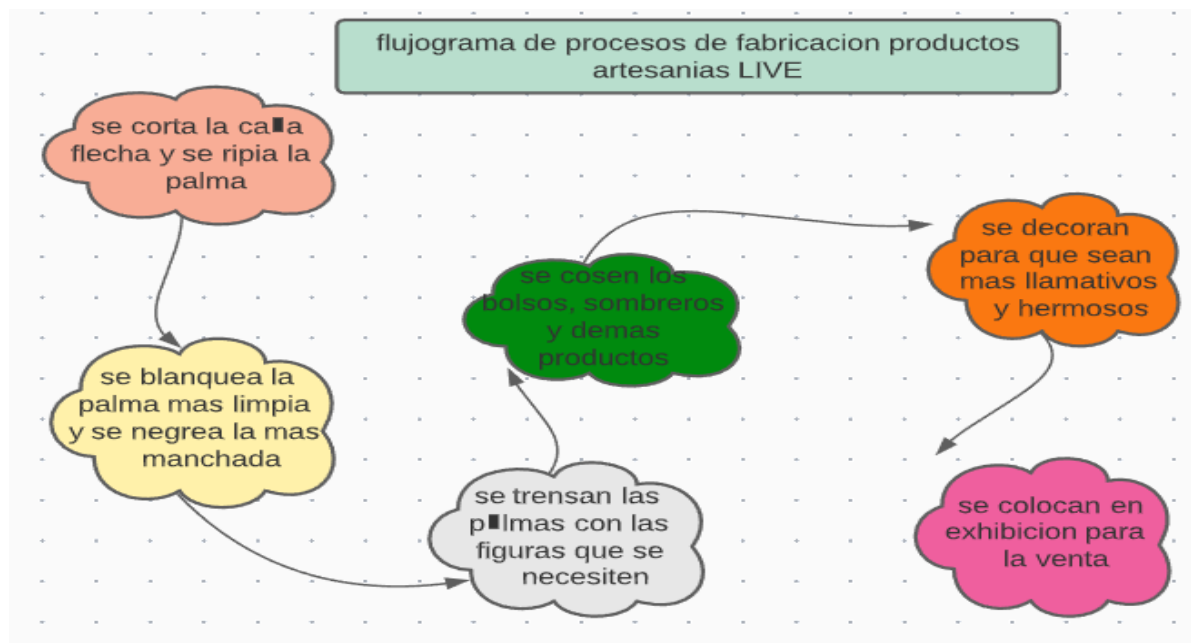 flujograma de procesos de fabricacion productos
artesanias LIVE
se corta la ca▮a
flecha y se ripia la
palma
se blanquea la
palma mas limpia
y se negrea la mas
manchada
se trensan las
p▮lmas con las
figuras que se
necesiten
se cosen los
bolsos, sombreros
y demas
productos
se decoran
para que sean
mas llamativos
y hermosos
se colocan en
exhibicion para
la venta